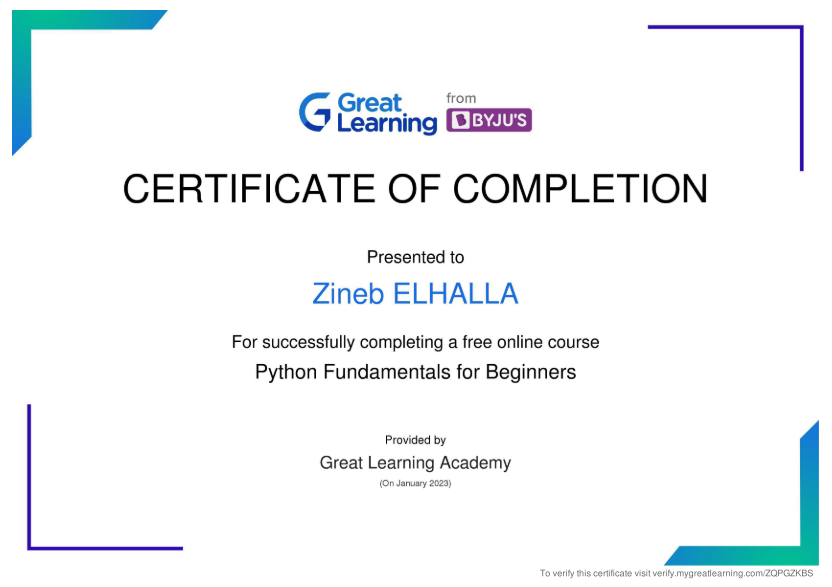 Great Learning
from
BYJU'S
CERTIFICATE OF COMPLETION
Presented to
Zineb ELHALLA
For successfully completing a free online course
Python Fundamentals for Beginners
Provided by
Great Learning Academy
(On January 2023)
To verify this certificate visit verify.mygreatlearning.com/ZQPGZKBS